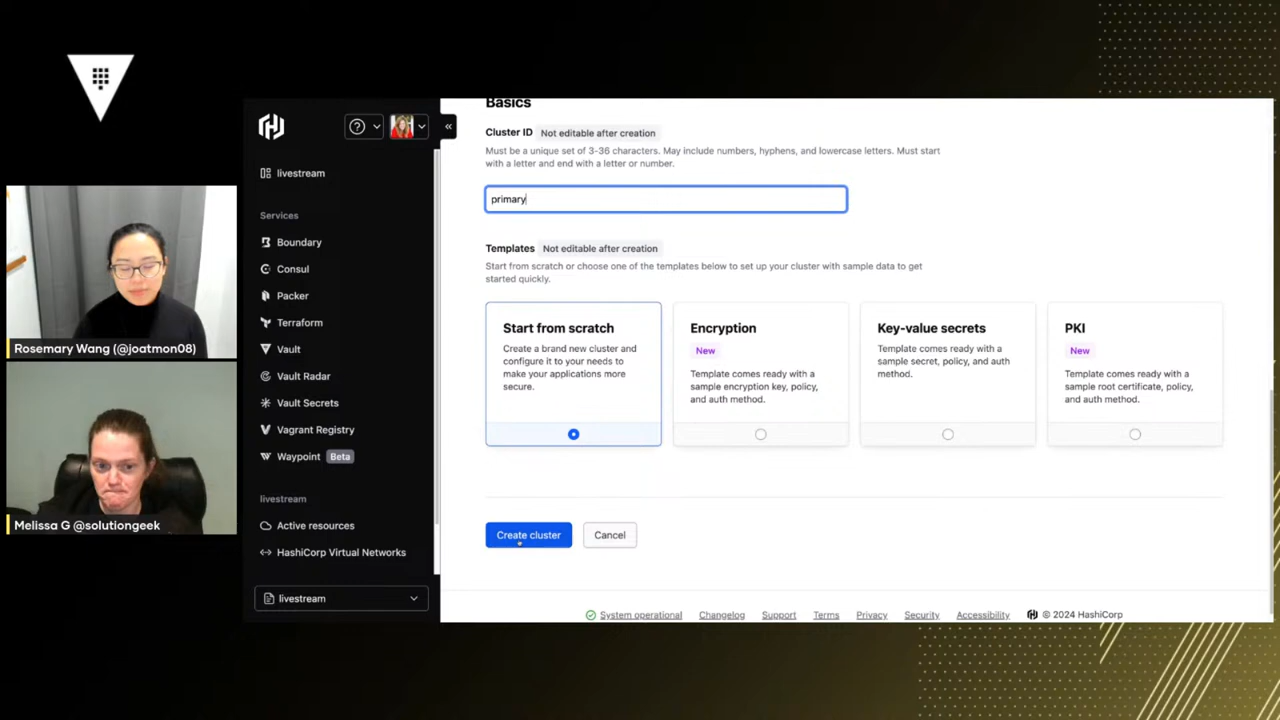 Rosemary Wang (@joatmon08)
Melissa G @solutiongeek
livestream
Services
Boundary
Consul
Packer
Terraform
Vault
Vault Radar
Vault Secrets
Vagrant Registry
Waypoint Beta
livestream
Active resources
HashiCorp Virtual Networks
livestream
Basics
Cluster ID Not editable after creation
Must be a unique set of 3-36 characters. May include numbers, hyphens, and lowercase letters. Must start
with a letter and end with a letter or number.
primary
Templates Not editable after creation
Start from scratch or choose one of the templates below to set up your cluster with sample data to get
started quickly.
Start from scratch
Create a brand new cluster and
configure it to your needs to
make your applications more
secure.
Encryption
New
Template comes ready with a
sample encryption key, policy,
and auth method.
Key-value secrets
Template comes ready with a
sample secret, policy, and auth
method.
PKI
New
Template comes ready with a
sample root certificate, policy,
and auth method.
Create cluster Cancel
System operational Changelog Support Terms Privacy Security Accessibility © 2024 HashiCorp